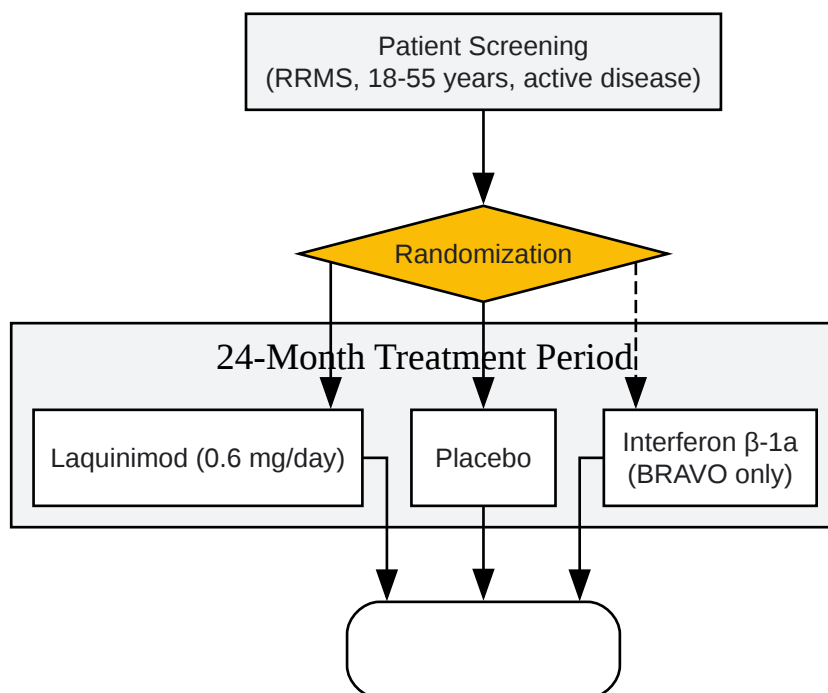 Patient Screening
(RRMS, 18-55 years, active disease)
Randomization
24-Month Treatment Period
Laquinimod (0.6 mg/day)
Placebo
Interferon β-1a
(BRAVO only)